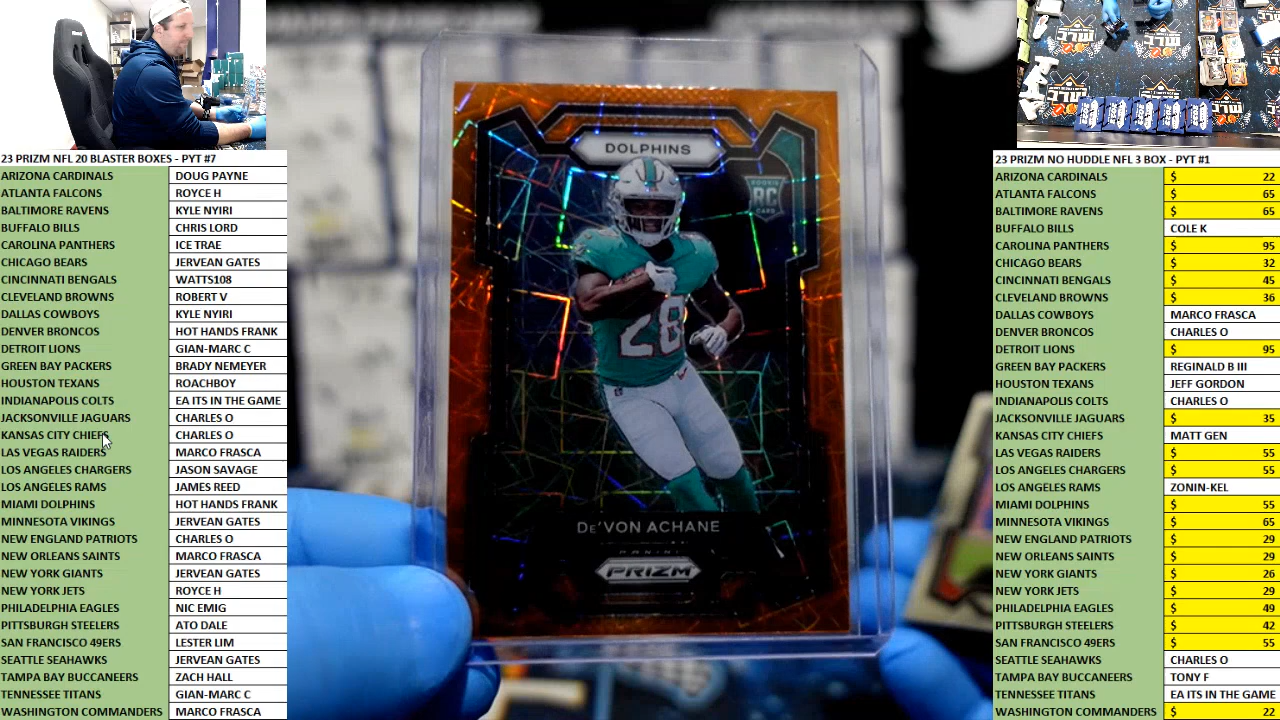 23 PRIZM NFL 20 BLASTER BOXES - PYT #7
ARIZONA CARDINALS DOUG PAYNE
ATLANTA FALCONS ROYCE H
BALTIMORE RAVENS KYLE NYIRI
BUFFALO BILLS CHRIS LORD
CAROLINA PANTHERS ICE TRAE
CHICAGO BEARS JERVEAN GATES
CINCINNATI BENGALS WATTS108
CLEVELAND BROWNS ROBERT V
DALLAS COWBOYS KYLE NYIRI
DENVER BRONCOS HOT HANDS FRANK
DETROIT LIONS GIAN-MARC C
GREEN BAY PACKERS BRADY NEMEYER
HOUSTON TEXANS ROACHBOY
INDIANAPOLIS COLTS EA ITS IN THE GAME
JACKSONVILLE JAGUARS CHARLES O
KANSAS CITY CHIEFS CHARLES O
LAS VEGAS RAIDERS MARCO FRASCA
LOS ANGELES CHARGERS JASON SAVAGE
LOS ANGELES RAMS JAMES REED
MIAMI DOLPHINS HOT HANDS FRANK
MINNESOTA VIKINGS JERVEAN GATES
NEW ENGLAND PATRIOTS CHARLES O
NEW ORLEANS SAINTS MARCO FRASCA
NEW YORK GIANTS JERVEAN GATES
NEW YORK JETS ROYCE H
PHILADELPHIA EAGLES NIC EMIG
PITTSBURGH STEELERS ATO DALE
SAN FRANCISCO 49ERS LESTER LIM
SEATTLE SEAHAWKS JERVEAN GATES
TAMPA BAY BUCCANEERS ZACH HALL
TENNESSEE TITANS GIAN-MARC C
WASHINGTON COMMANDERS MARCO FRASCA
DOLPHINS
ROOKIE
RC
CARD
28
DE'VON ACHANE
PANINI
PRIZM
23 PRIZM NO HUDDLE NFL 3 BOX - PYT #1
ARIZONA CARDINALS $ 22
ATLANTA FALCONS $ 65
BALTIMORE RAVENS $ 65
BUFFALO BILLS COLE K
CAROLINA PANTHERS $ 95
CHICAGO BEARS $ 32
CINCINNATI BENGALS $ 45
CLEVELAND BROWNS $ 36
DALLAS COWBOYS MARCO FRASCA
DENVER BRONCOS CHARLES O
DETROIT LIONS $ 95
GREEN BAY PACKERS REGINALD B III
HOUSTON TEXANS JEFF GORDON
INDIANAPOLIS COLTS CHARLES O
JACKSONVILLE JAGUARS $ 35
KANSAS CITY CHIEFS MATT GEN
LAS VEGAS RAIDERS $ 55
LOS ANGELES CHARGERS $ 55
LOS ANGELES RAMS ZONIN-KEL
MIAMI DOLPHINS $ 55
MINNESOTA VIKINGS $ 65
NEW ENGLAND PATRIOTS $ 29
NEW ORLEANS SAINTS $ 29
NEW YORK GIANTS $ 26
NEW YORK JETS $ 29
PHILADELPHIA EAGLES $ 49
PITTSBURGH STEELERS $ 42
SAN FRANCISCO 49ERS $ 55
SEATTLE SEAHAWKS CHARLES O
TAMPA BAY BUCCANEERS TONY F
TENNESSEE TITANS EA ITS IN THE GAME
WASHINGTON COMMANDERS $ 22